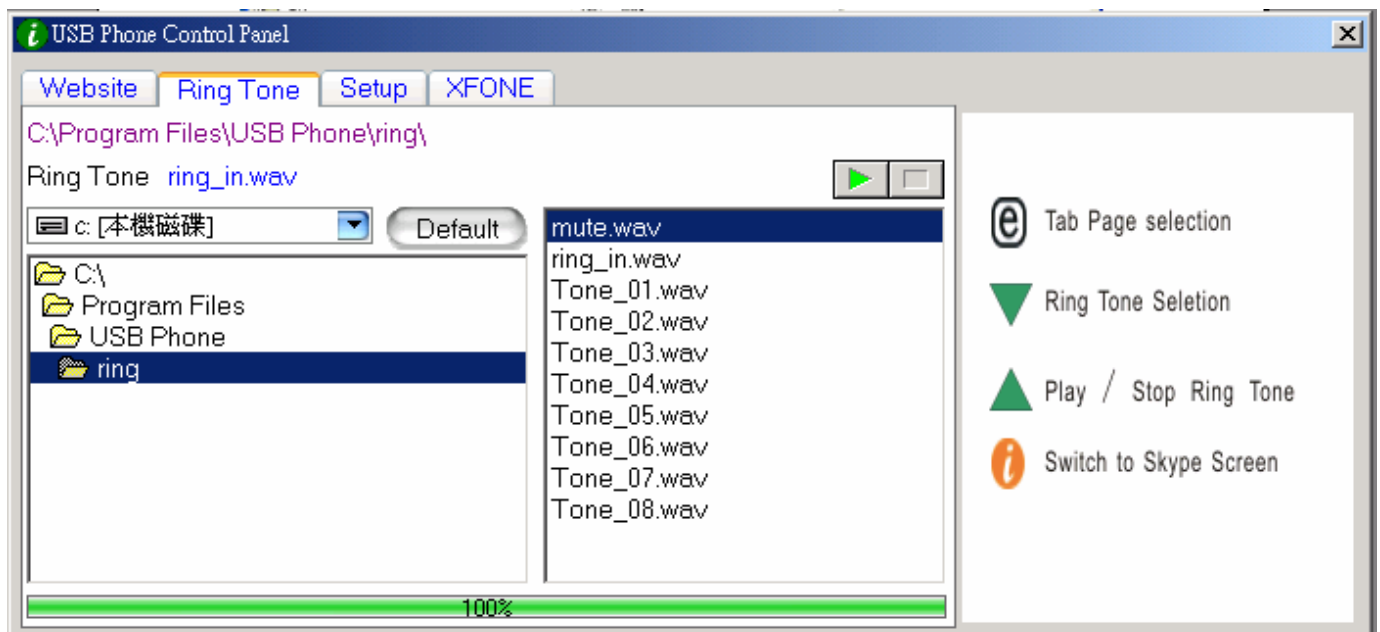 USB Phone Control Panel
Website Ring Tone Setup XFONE
C:\Program Files\USB Phone\ring\
Ring Tone ring_in.wav
c: [本機磁碟]
Default
C:\
Program Files
USB Phone
ring
mute.wav
ring_in.wav
Tone_01.wav
Tone_02.wav
Tone_03.wav
Tone_04.wav
Tone_05.wav
Tone_06.wav
Tone_07.wav
Tone_08.wav
100%
e Tab Page selection
Ring Tone Seletion
Play / Stop Ring Tone
i Switch to Skype Screen